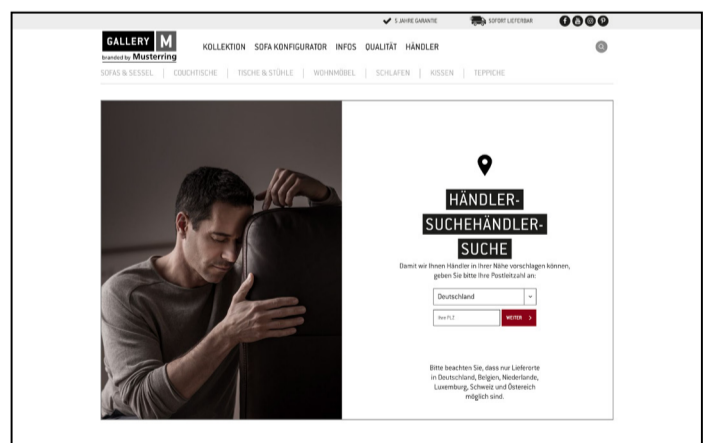 5 JAHRE GARANTIE
SOFORT LIEFERBAR
GALLERY M
branded by Musterring
KOLLEKTION SOFA KONFIGURATOR INFOS QUALITÄT HÄNDLER
SOFAS & SESSEL | COUCHTISCHE | TISCHE & STÜHLE | WOHNMÖBEL | SCHLAFEN | KISSEN | TEPPICHE
HÄNDLER-
SUCHEHÄNDLER-
SUCHE
Damit wir Ihnen Händler in Ihrer Nähe vorschlagen können,
geben Sie bitte Ihre Postleitzahl an:
Deutschland
Ihre PLZ
WEITER >
Bitte beachten Sie, dass nur Lieferorte
in Deutschland, Belgien, Niederlande,
Luxemburg, Schweiz und Östereich
möglich sind.